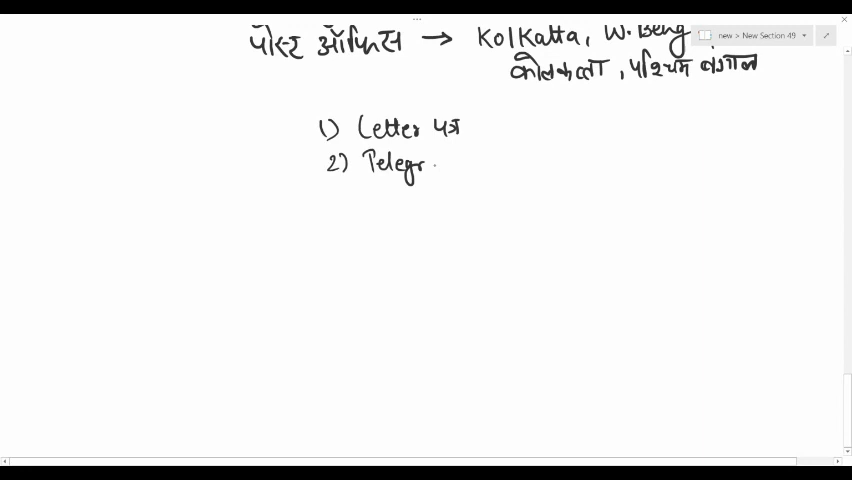 new > New Section 49
पोस्ट ऑफिस → Kolkatta, W. Beng
कोलकत्ता, पश्चिम बंगाल
1) Letter पत्र
2) Telegr